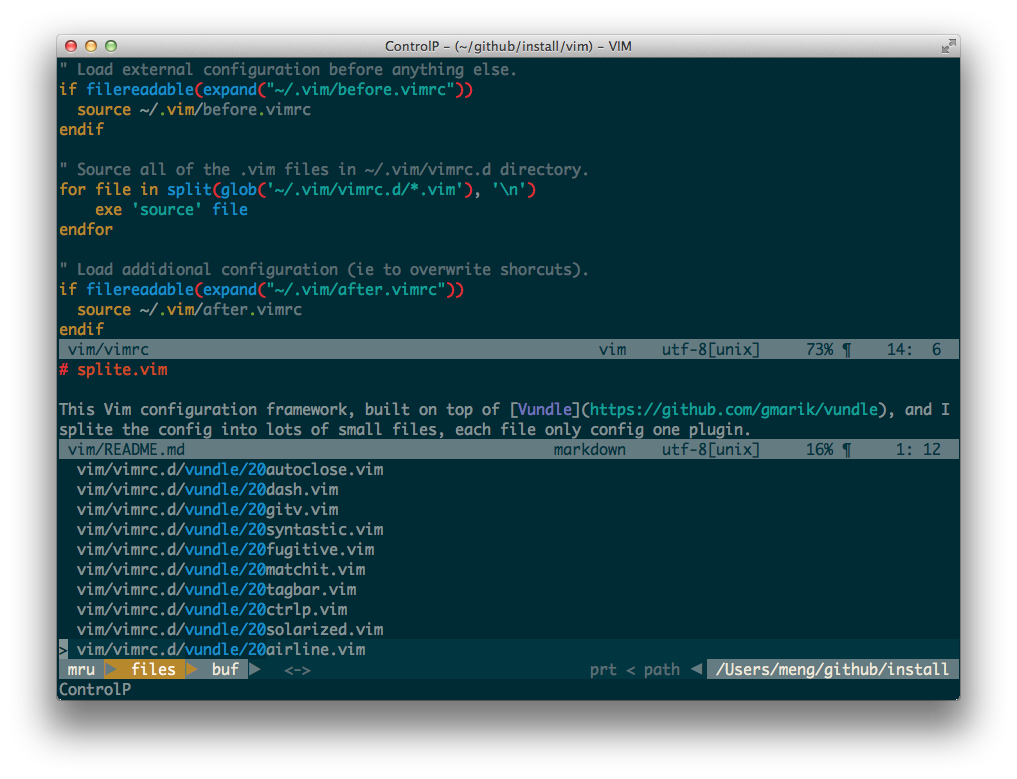 ControlP – (~/github/install/vim) – VIM
" Load external configuration before anything else.
if filereadable(expand("~/.vim/before.vimrc"))
  source ~/.vim/before.vimrc
endif
" Source all of the .vim files in ~/.vim/vimrc.d directory.
for file in split(glob('~/.vim/vimrc.d/*.vim'), '\n')
    exe 'source' file
endfor
" Load addidional configuration (ie to overwrite shorcuts).
if filereadable(expand("~/.vim/after.vimrc"))
  source ~/.vim/after.vimrc
endif
vim/vimrc vim utf-8[unix] 73% ¶ 14: 6
# splite.vim
This Vim configuration framework, built on top of [Vundle](https://github.com/gmarik/vundle), and I
splite the config into lots of small files, each file only config one plugin.
vim/README.md markdown utf-8[unix] 16% ¶ 1: 12
  vim/vimrc.d/vundle/20autoclose.vim
  vim/vimrc.d/vundle/20dash.vim
  vim/vimrc.d/vundle/20gitv.vim
  vim/vimrc.d/vundle/20syntastic.vim
  vim/vimrc.d/vundle/20fugitive.vim
  vim/vimrc.d/vundle/20matchit.vim
  vim/vimrc.d/vundle/20tagbar.vim
  vim/vimrc.d/vundle/20ctrlp.vim
  vim/vimrc.d/vundle/20solarized.vim
> vim/vimrc.d/vundle/20airline.vim
mru files buf <-> prt < path /Users/meng/github/install
ControlP